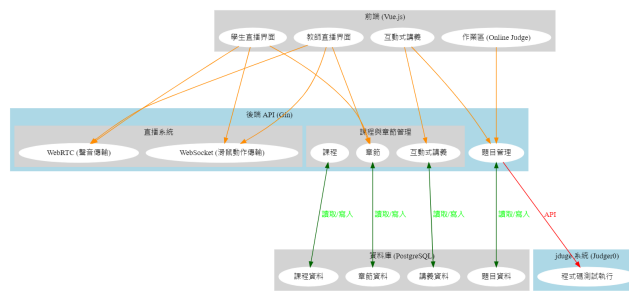 前端 (Vue.js)
學生直播界面
教師直播界面
互動式講義
作業區 (Online Judge)
後端 API (Gin)
直播系統
課程與章節管理
WebRTC (聲音傳輸)
WebSocket (滑鼠動作傳輸)
課程
章節
互動式講義
題目管理
讀取/寫入
讀取/寫入
讀取/寫入
讀取/寫入
API
資料庫 (PostgreSQL)
jduge 系統 (Judger0)
課程資料
章節資料
講義資料
題目資料
程式碼測試執行